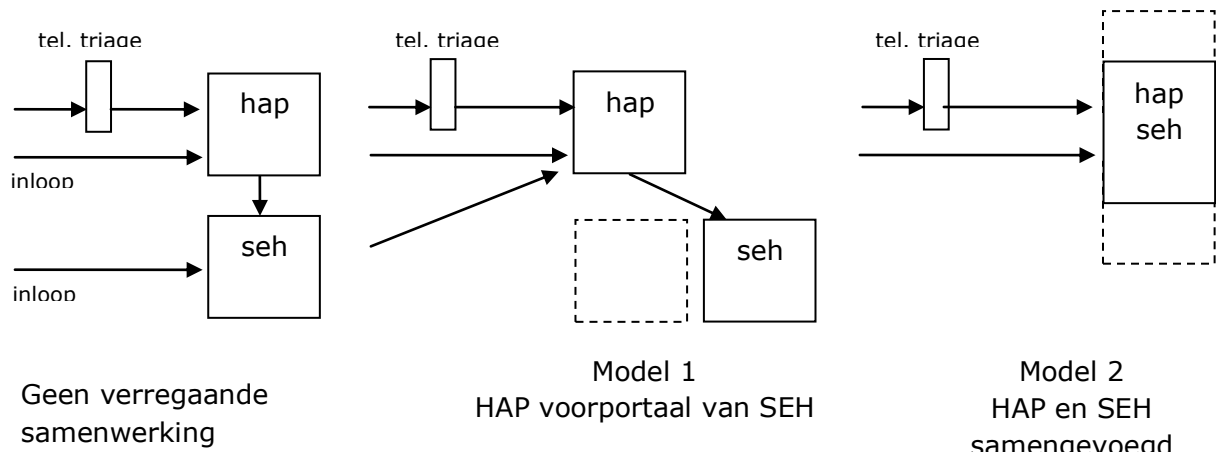 tel. triage
hap
inloop
seh
inloop
Geen verregaande
samenwerking
tel. triage
hap
seh
Model 1
HAP voorportaal van SEH
tel. triage
hap
seh
Model 2
HAP en SEH
samengevoegd